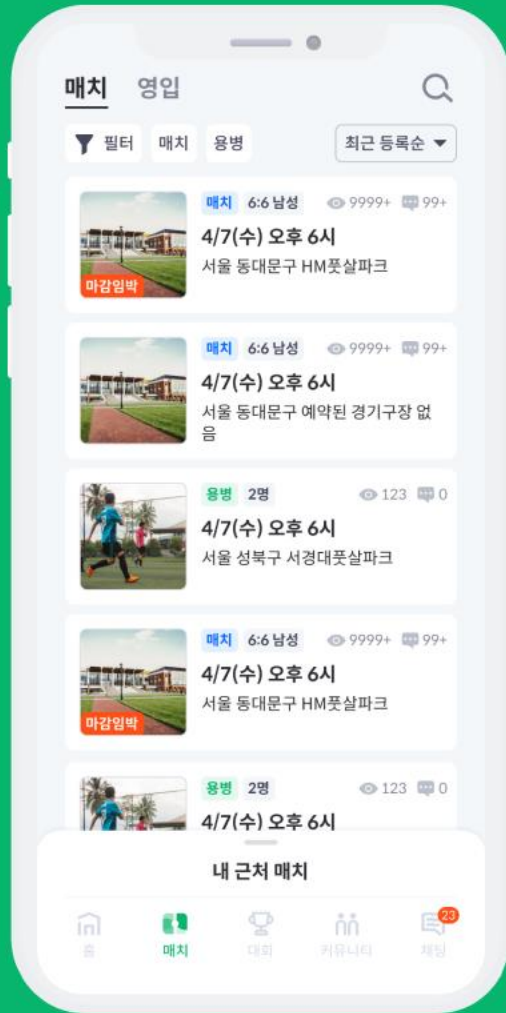 매치 영입
필터 매치 용병 최근 등록순
매치 6:6 남성 9999+ 99+
4/7(수) 오후 6시
서울 동대문구 HM풋살파크
마감임박
매치 6:6 남성 9999+ 99+
4/7(수) 오후 6시
서울 동대문구 예약된 경기구장 없
음
용병 2명 123 0
4/7(수) 오후 6시
서울 성북구 서경대풋살파크
매치 6:6 남성 9999+ 99+
4/7(수) 오후 6시
서울 동대문구 HM풋살파크
마감임박
용병 2명 123 0
4/7(수) 오후 6시
내 근처 매치
23
홈 매치 대회 커뮤니티 채팅